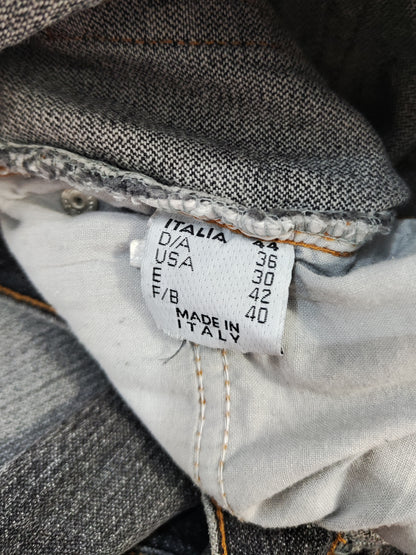 ITALIA 44
D/A 36
USA 30
E 42
F/B 40
MADE IN
ITALY